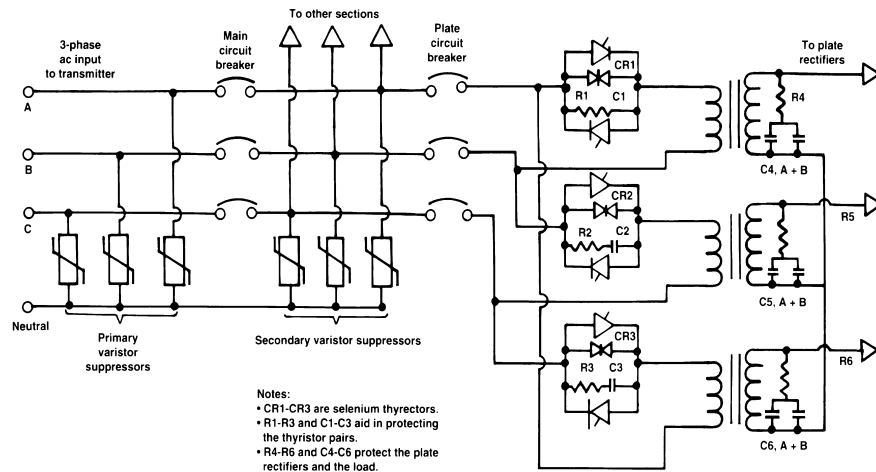 To other sections
3-phase
ac input
to transmitter
Main
circuit
breaker
Plate
circuit
breaker
To plate
rectifiers
A
B
C
Neutral
CR1
R1
C1
R4
C4, A + B
CR2
R2
C2
R5
C5, A + B
CR3
R3
C3
R6
C6, A + B
Primary
varistor
suppressors
Secondary varistor suppressors
Notes:
• CR1-CR3 are selenium thyrectors.
• R1-R3 and C1-C3 aid in protecting
the thyristor pairs.
• R4-R6 and C4-C6 protect the plate
rectifiers and the load.